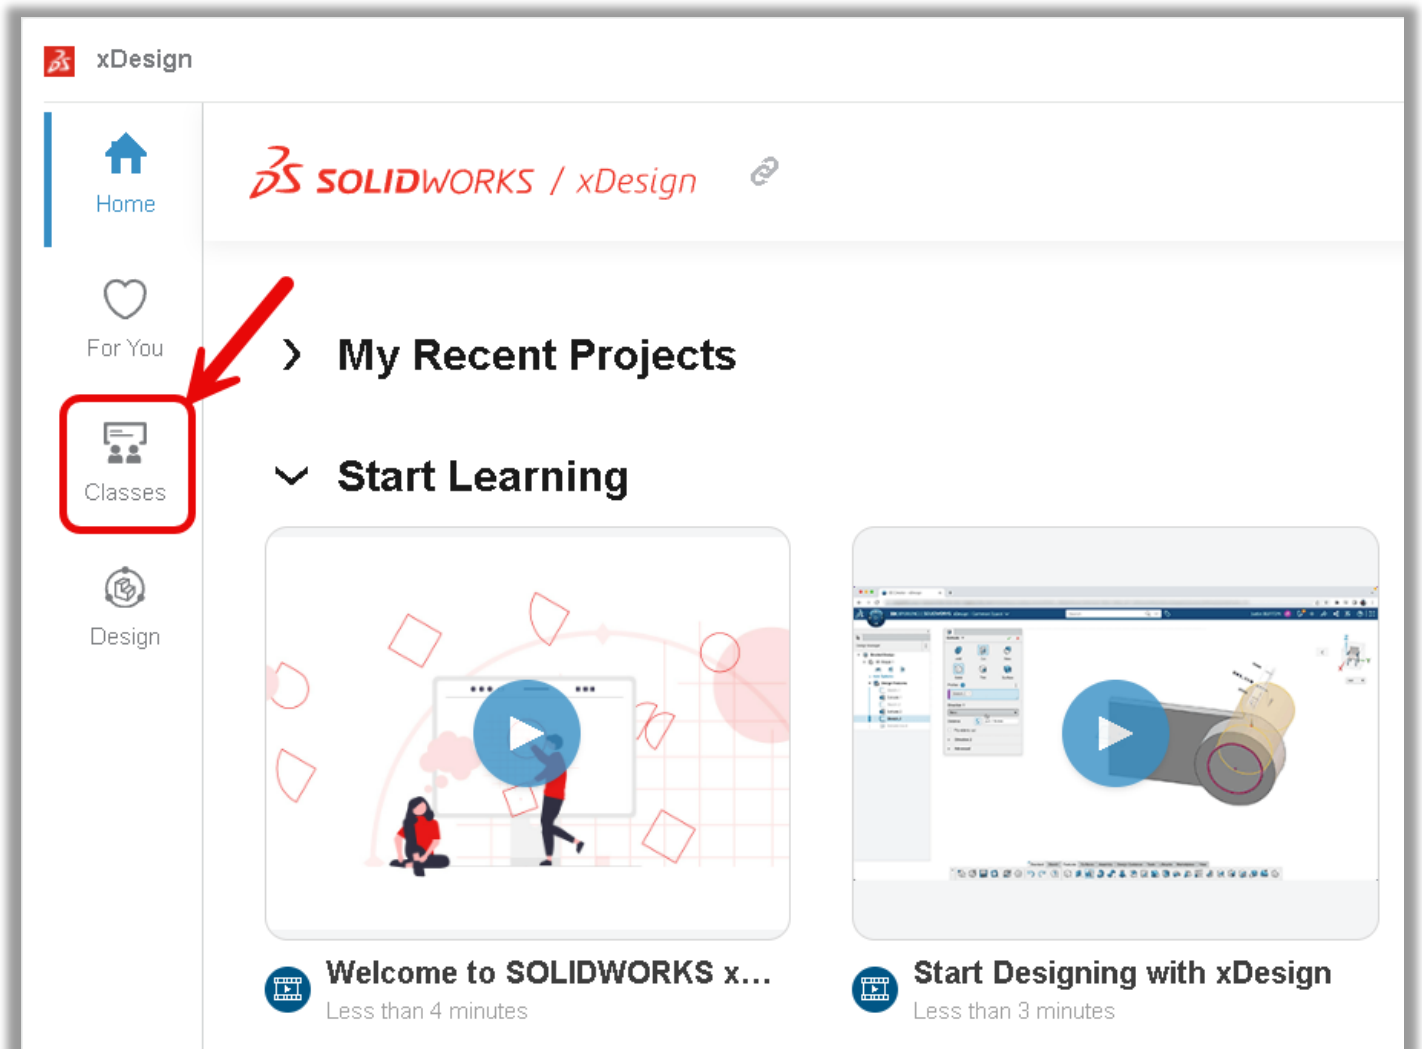 xDesign
Home
SOLIDWORKS / xDesign
For You
My Recent Projects
Classes
Start Learning
Design
Welcome to SOLIDWORKS x...
Less than 4 minutes
Start Designing with xDesign
Less than 3 minutes